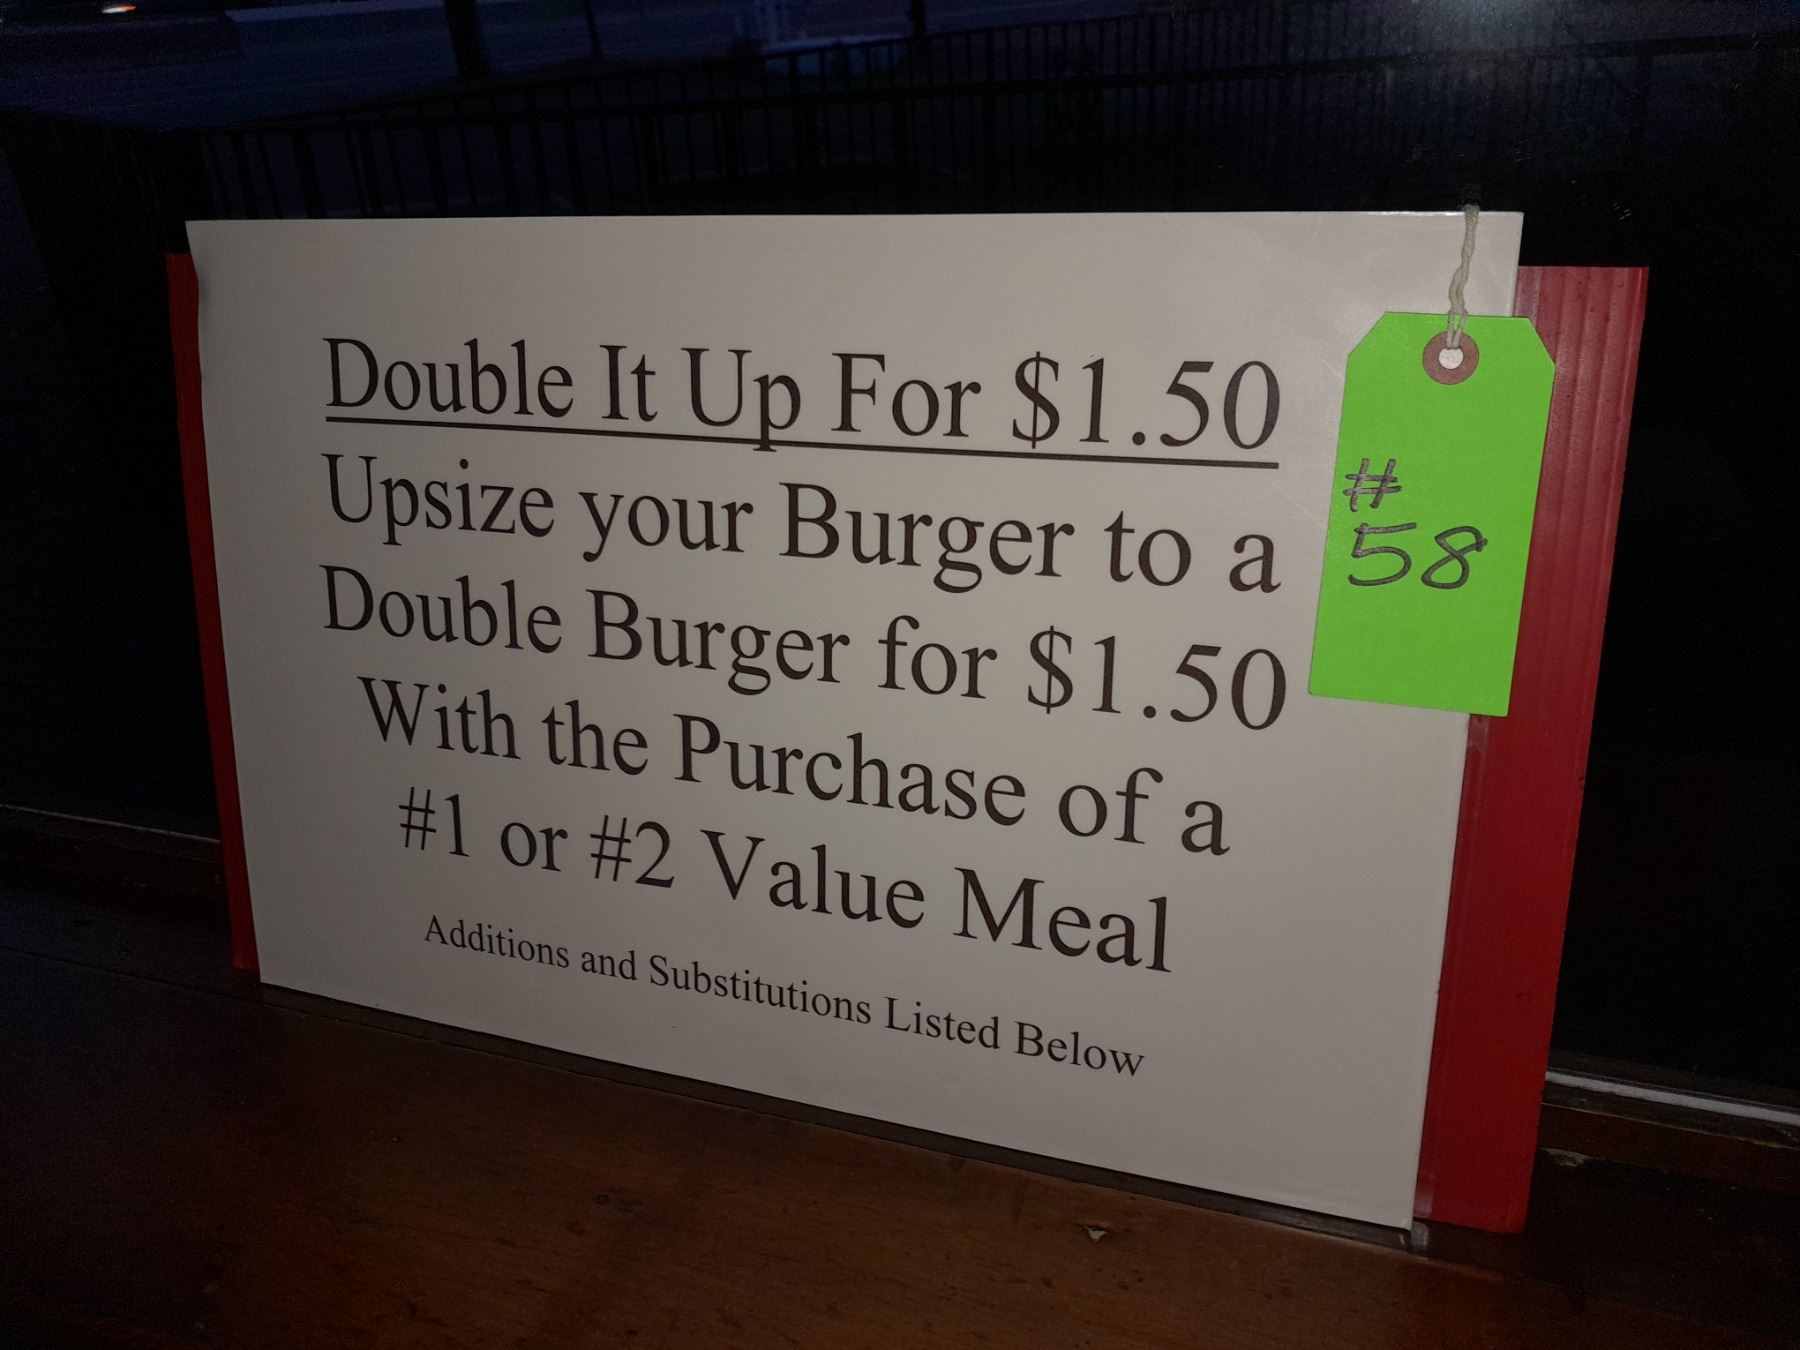 Double It Up For $1.50
Upsize your Burger to a
Double Burger for $1.50
With the Purchase of a
#1 or #2 Value Meal
Additions and Substitutions Listed Below
#
58